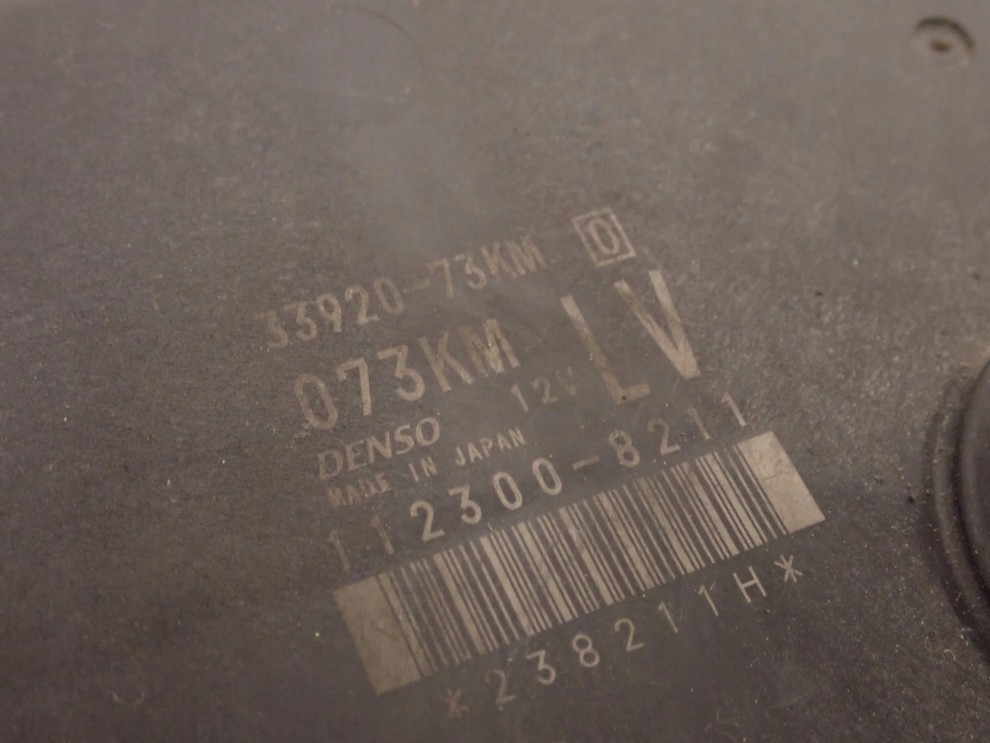 33920-73KM 0
073KM LV
DENSO 12V
MADE IN JAPAN
112300-8211
*238211H*